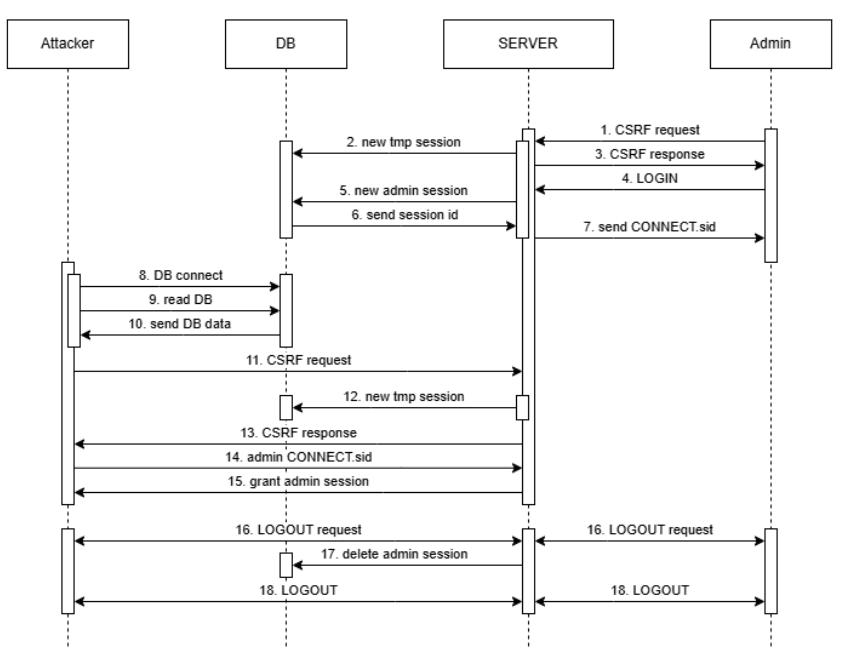 Attacker
DB
SERVER
Admin
1. CSRF request
2. new tmp session
3. CSRF response
4. LOGIN
5. new admin session
6. send session id
7. send CONNECT.sid
8. DB connect
9. read DB
10. send DB data
11. CSRF request
12. new tmp session
13. CSRF response
14. admin CONNECT.sid
15. grant admin session
16. LOGOUT request
16. LOGOUT request
17. delete admin session
18. LOGOUT
18. LOGOUT